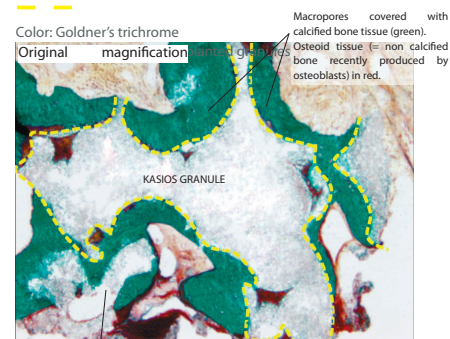 Macropores covered with
calcified bone tissue (green).
Osteoid tissue (= non calcified
bone recently produced by
osteoblasts) in red.
Color: Goldner's trichrome
Original magnification
KASIOS GRANULE